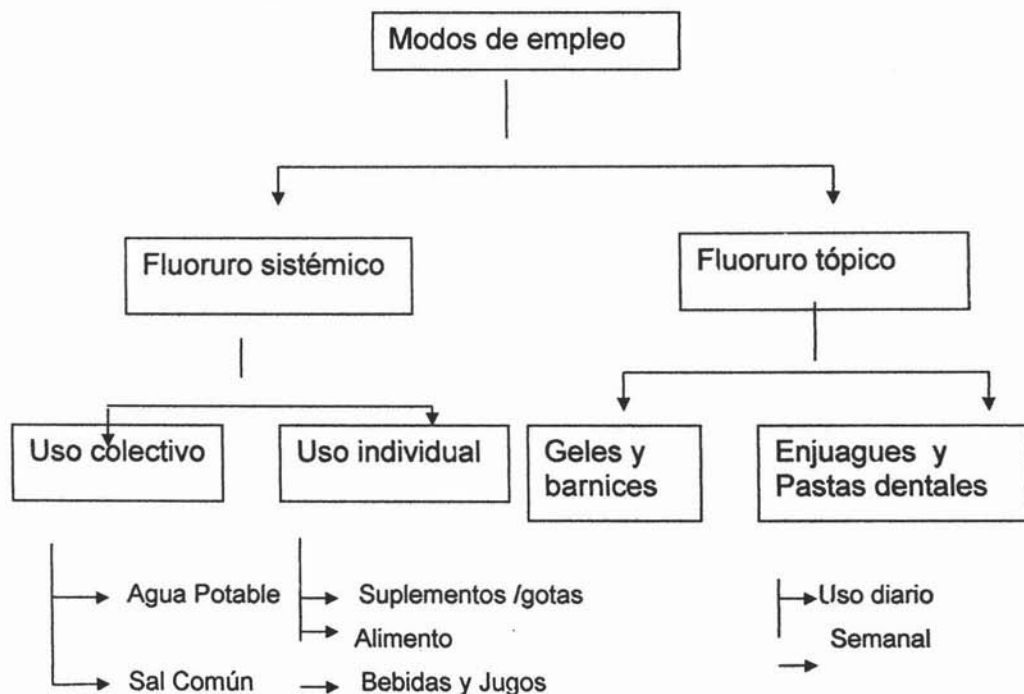 Modos de empleo
Fluoruro sistémico
Fluoruro tópico
Uso colectivo
Uso individual
Geles y
barnices
Enjuagues y
Pastas dentales
Agua Potable
Sal Común
Suplementos /gotas
Alimento
Bebidas y Jugos
Uso diario
Semanal